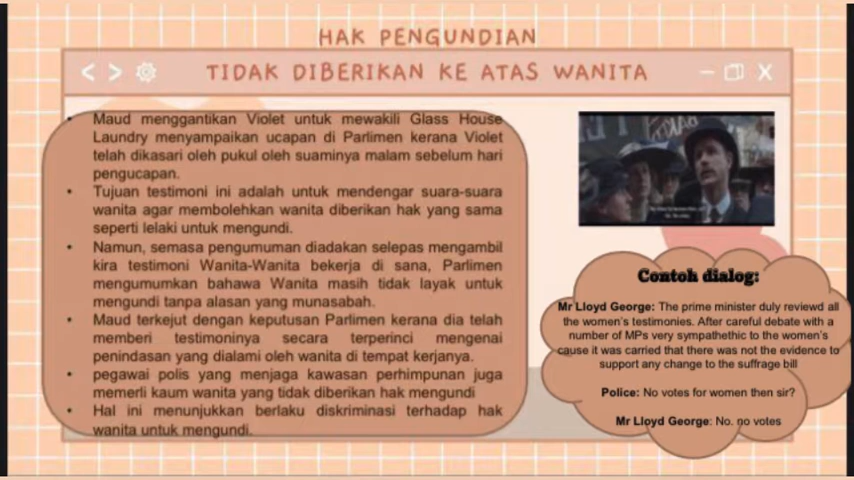 HAK PENGUNDIAN
TIDAK DIBERIKAN KE ATAS WANITA
• Maud menggantikan Violet untuk mewakili Glass House
Laundry menyampaikan ucapan di Parlimen kerana Violet
telah dikasari oleh pukul oleh suaminya malam sebelum hari
pengucapan.
• Tujuan testimoni ini adalah untuk mendengar suara-suara
wanita agar membolehkan wanita diberikan hak yang sama
seperti lelaki untuk mengundi.
• Namun, semasa pengumuman diadakan selepas mengambil
kira testimoni Wanita-Wanita bekerja di sana, Parlimen
mengumumkan bahawa Wanita masih tidak layak untuk
mengundi tanpa alasan yang munasabah.
• Maud terkejut dengan keputusan Parlimen kerana dia telah
memberi testimoninya secara terperinci mengenai
penindasan yang dialami oleh wanita di tempat kerjanya.
• pegawai polis yang menjaga kawasan perhimpunan juga
memerli kaum wanita yang tidak diberikan hak mengundi
• Hal ini menunjukkan berlaku diskriminasi terhadap hak
wanita untuk mengundi.
Contoh dialog:
Mr Lloyd George: The prime minister duly reviewd all
the women's testimonies. After careful debate with a
number of MPs very sympathethic to the women's
cause it was carried that there was not the evidence to
support any change to the suffrage bill
Police: No votes for women then sir?
Mr Lloyd George: No. no votes